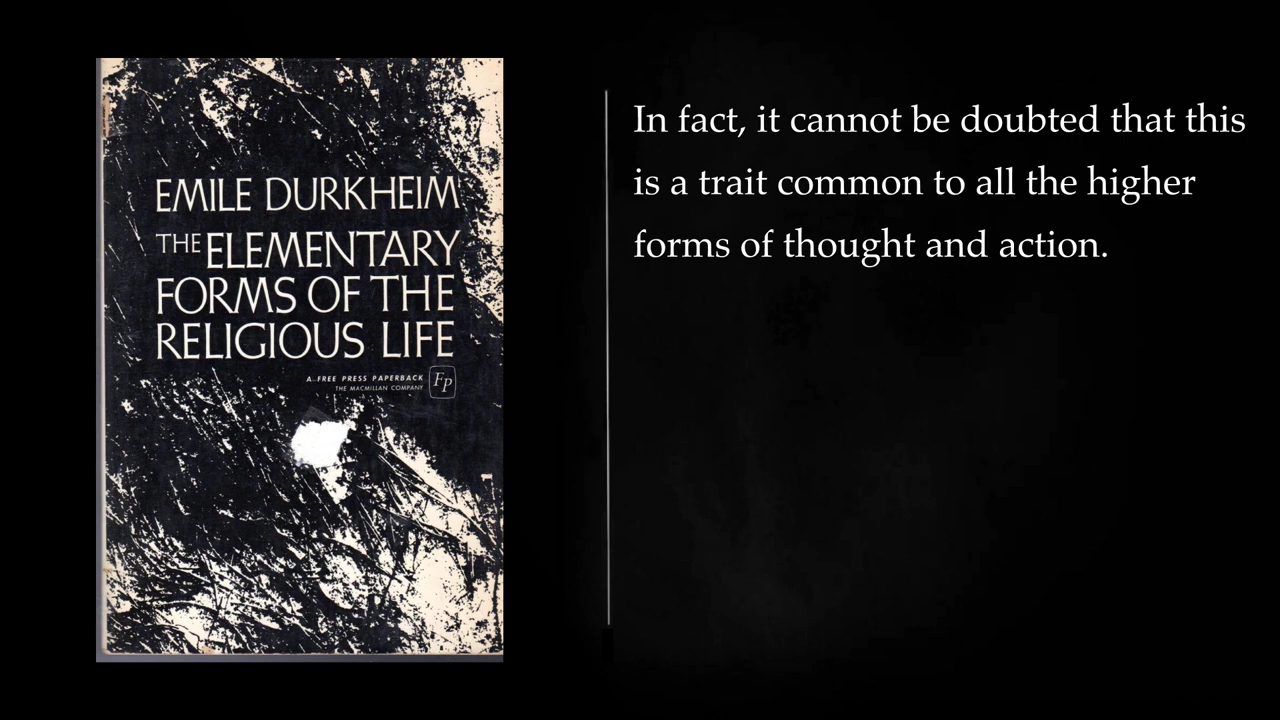 EMILE DURKHEIM
THE ELEMENTARY
FORMS OF THE
RELIGIOUS LIFE
A FREE PRESS PAPERBACK
THE MACMILLAN COMPANY
FP
In fact, it cannot be doubted that this
is a trait common to all the higher
forms of thought and action.